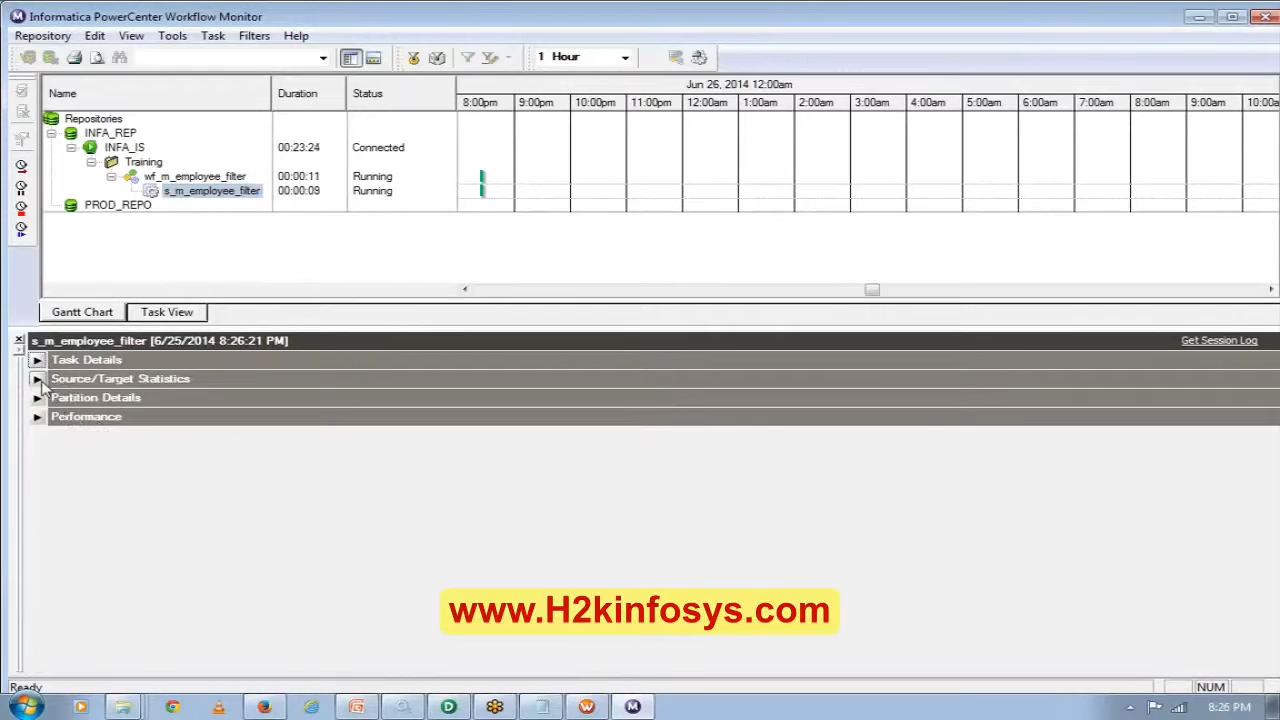 Informatica PowerCenter Workflow Monitor
Repository Edit View Tools Task Filters Help
1 Hour
Name Duration Status Jun 26, 2014 12:00am
8:00pm 9:00pm 10:00pm 11:00pm 12:00am 1:00am 2:00am 3:00am 4:00am 5:00am 6:00am 7:00am 8:00am 9:00am 10:00a
Repositories
INFA_REP
INFA_IS 00:23:24 Connected
Training
wf_m_employee_filter 00:00:11 Running
s_m_employee_filter 00:00:09 Running
PROD_REPO
Gantt Chart Task View
s_m_employee_filter [6/25/2014 8:26:21 PM] Get Session Log
Task Details
Source/Target Statistics
Partition Details
Performance
www.H2kinfosys.com
Ready NUM
8:26 PM